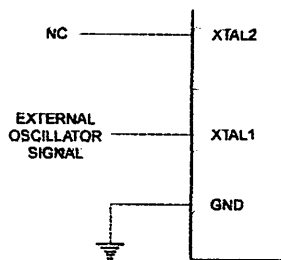 NC
XTAL2
EXTERNAL
OSCILLATOR
SIGNAL
XTAL1
GND